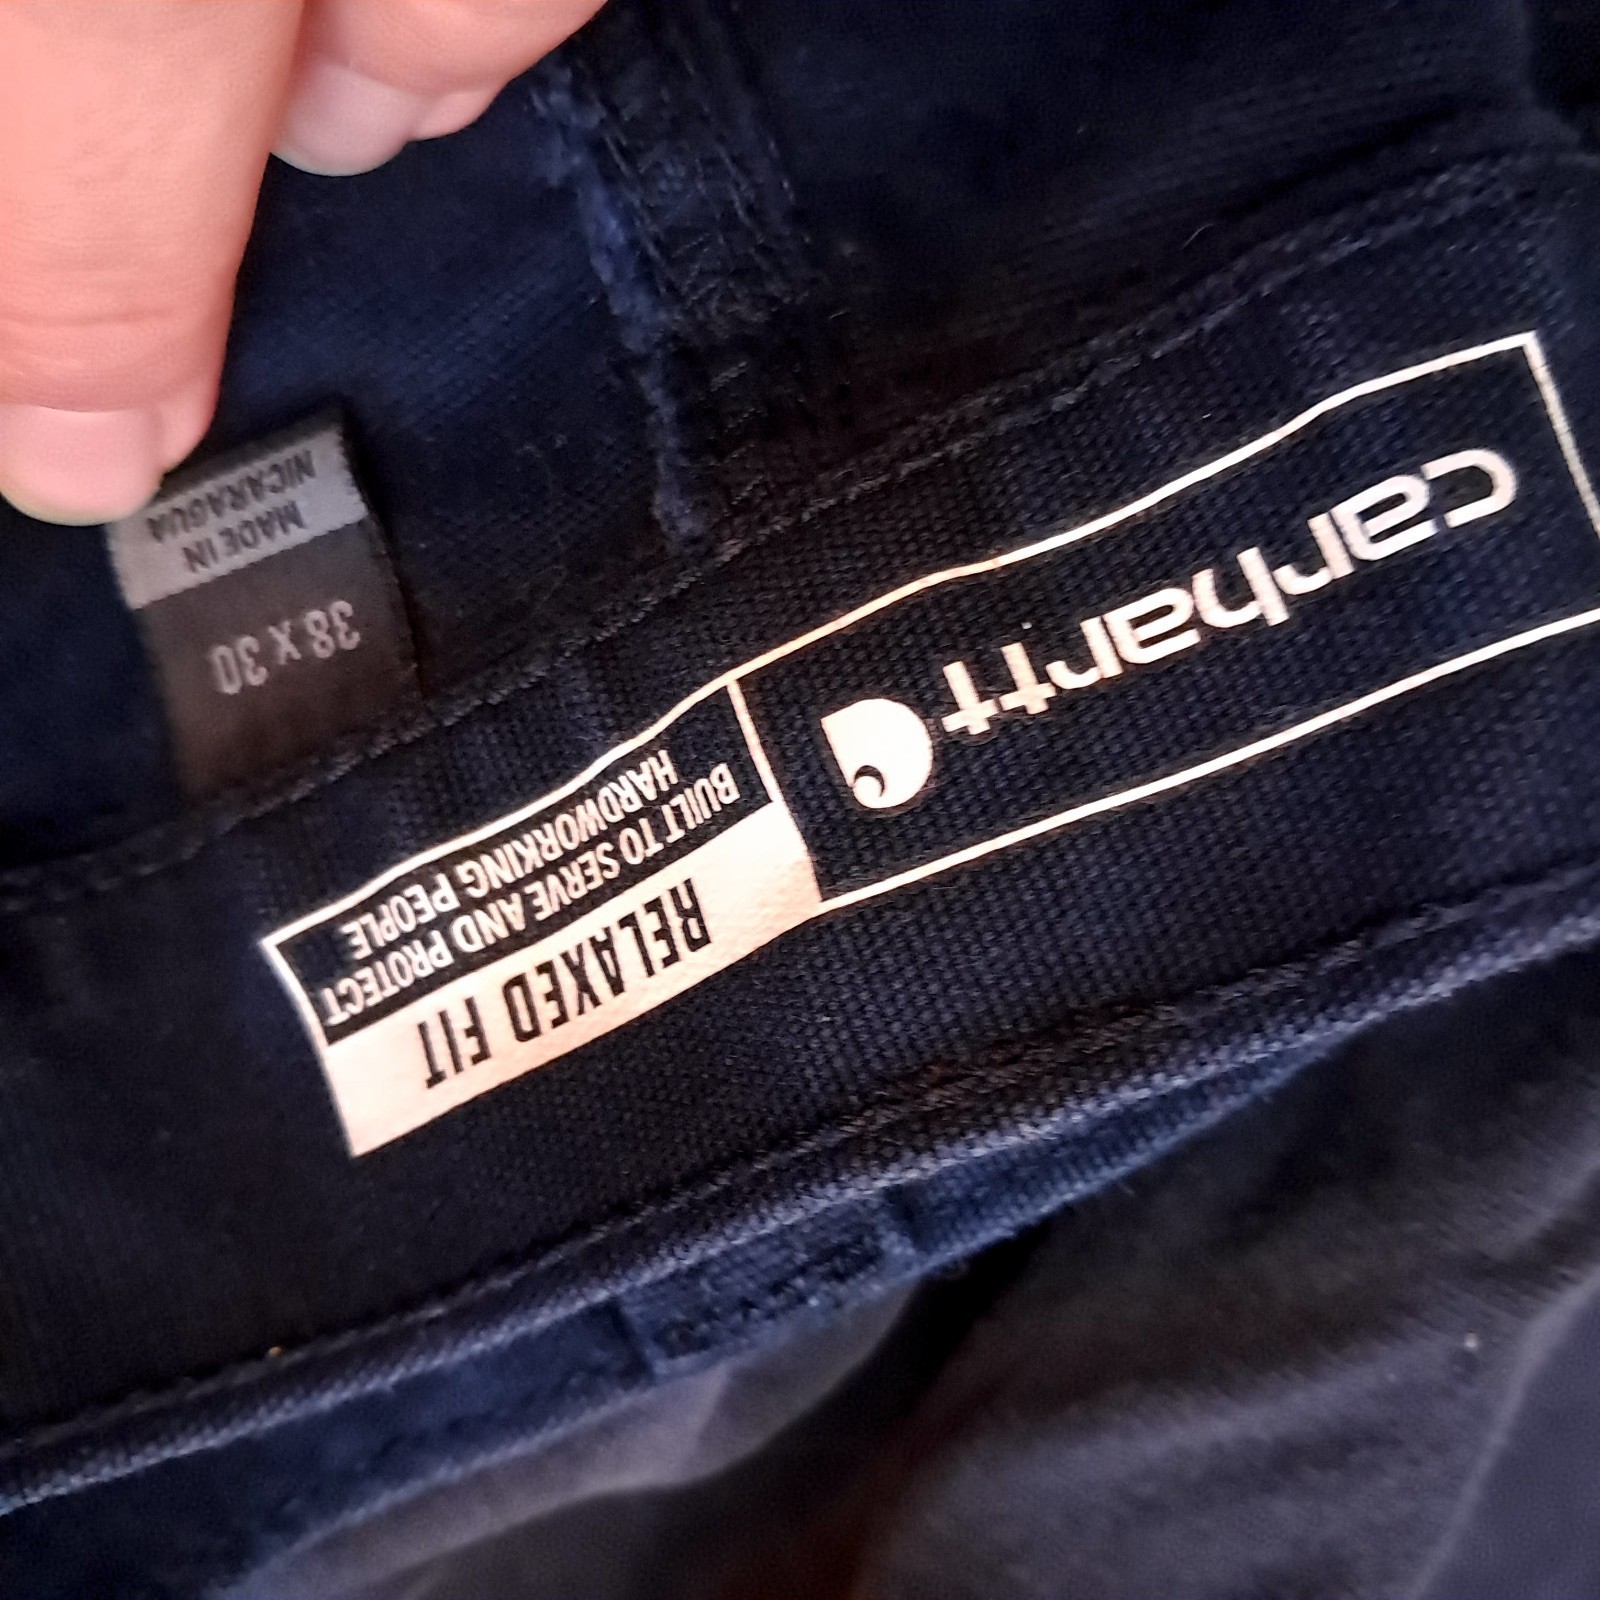 carhartt
RELAXED FIT
BUILT TO SERVE AND PROTECT
HARDWORKING PEOPLE
38 X 30
MADE IN
NICARAGUA